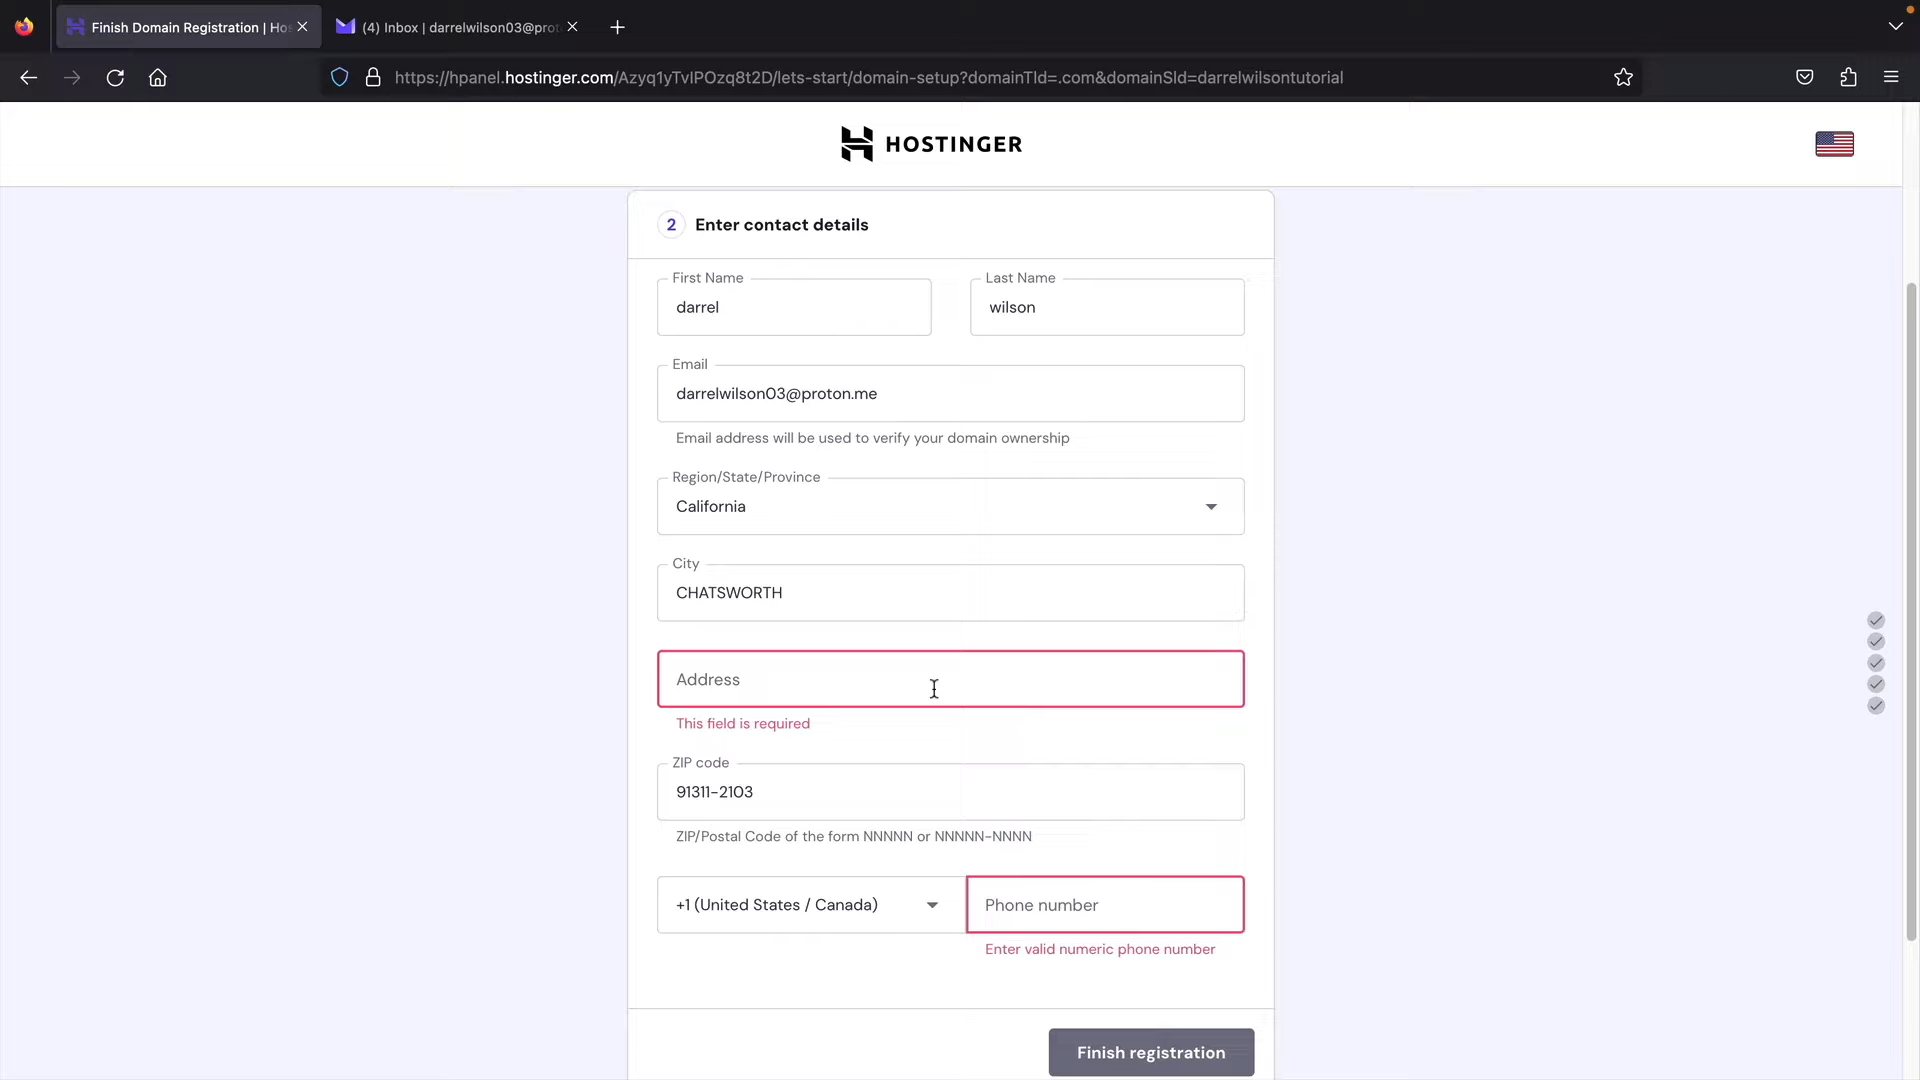 Finish Domain Registration | Hos
(4) Inbox | darrelwilson03@prot
https://hpanel.hostinger.com/Azyq1yTvIPOzq8t2D/lets-start/domain-setup?domainTld=.com&domainSld=darrelwilsontutorial
HOSTINGER
2 Enter contact details
First Name
Last Name
darrel
wilson
Email
darrelwilson03@proton.me
Email address will be used to verify your domain ownership
Region/State/Province
California
City
CHATSWORTH
Address
This field is required
ZIP code
91311-2103
ZIP/Postal Code of the form NNNNN or NNNNN-NNNN
+1 (United States / Canada)
Phone number
Enter valid numeric phone number
Finish registration